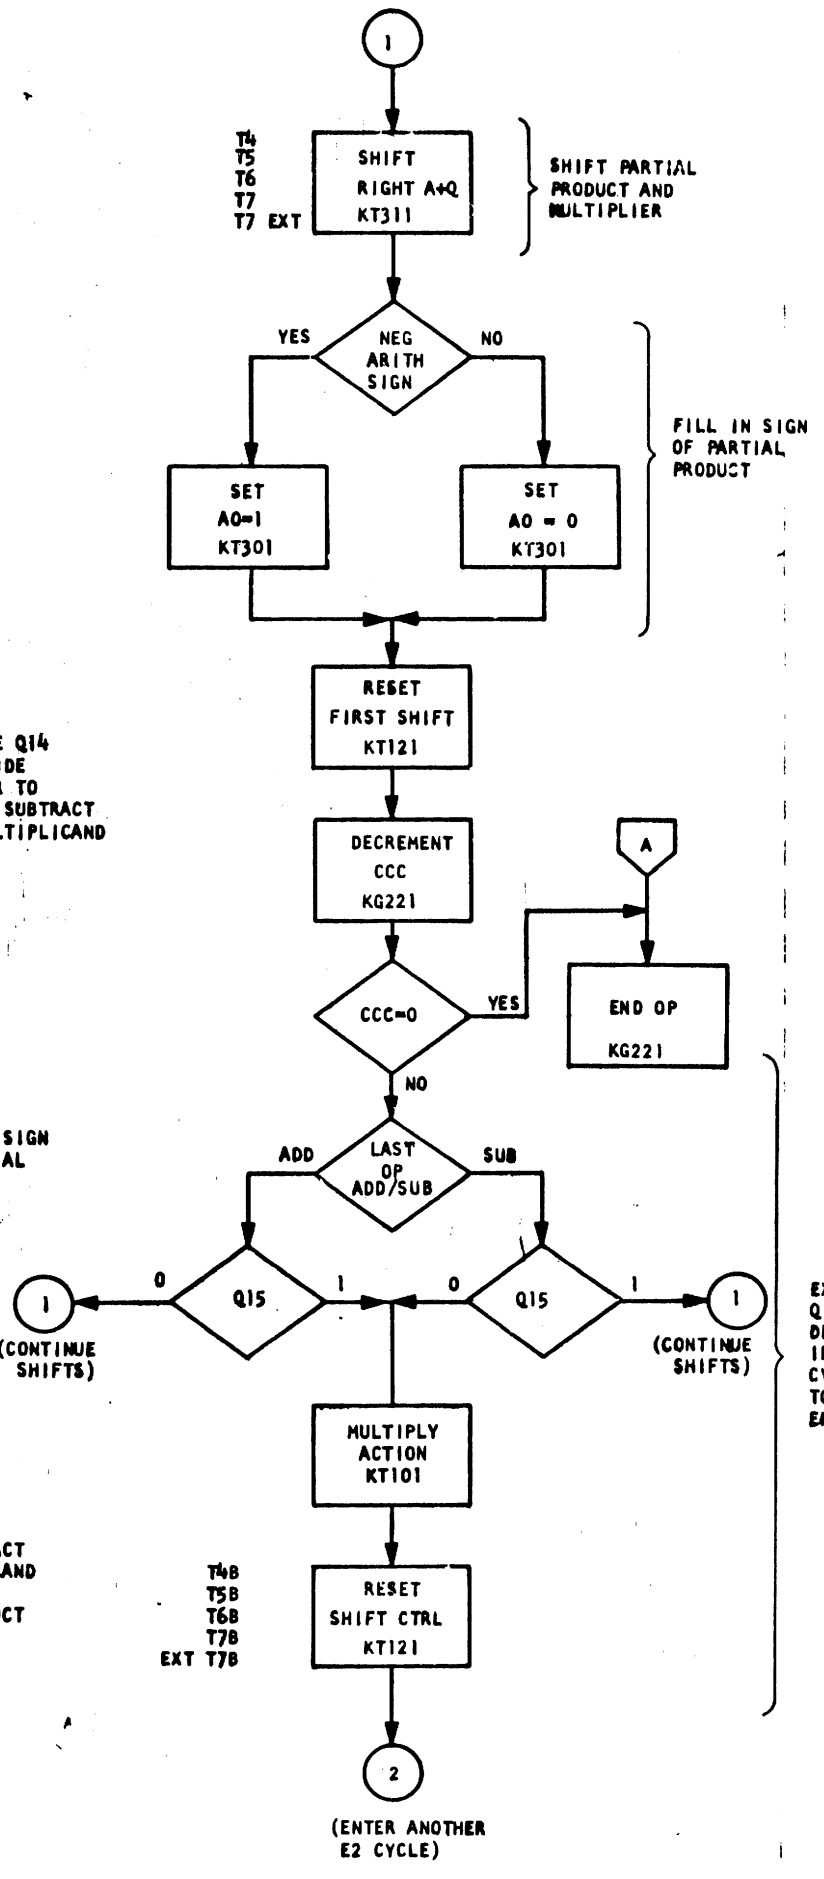 1
T4
T5
T6
T7
T7 EXT
SHIFT
RIGHT A+Q
KT311
SHIFT PARTIAL
PRODUCT AND
MULTIPLIER
YES
NEG
ARITH
SIGN
NO
FILL IN SIGN
OF PARTIAL
PRODUCT
SET
A0=1
KT301
SET
A0 = 0
KT301
RESET
FIRST SHIFT
KT121
Q14
TO
SUBTRACT
DECREMENT
CCC
KG221
A
CCC=0
YES
END OP
KG221
NO
SIGN
LAST
OP
ADD/SUB
ADD
SUB
1
0
Q15
1
0
Q15
1
1
(CONTINUE
SHIFTS)
(CONTINUE
SHIFTS)
MULTIPLY
ACTION
KT101
T4B
T5B
T6B
T7B
EXT T7B
RESET
SHIFT CTRL
KT121
2
(ENTER ANOTHER
E2 CYCLE)